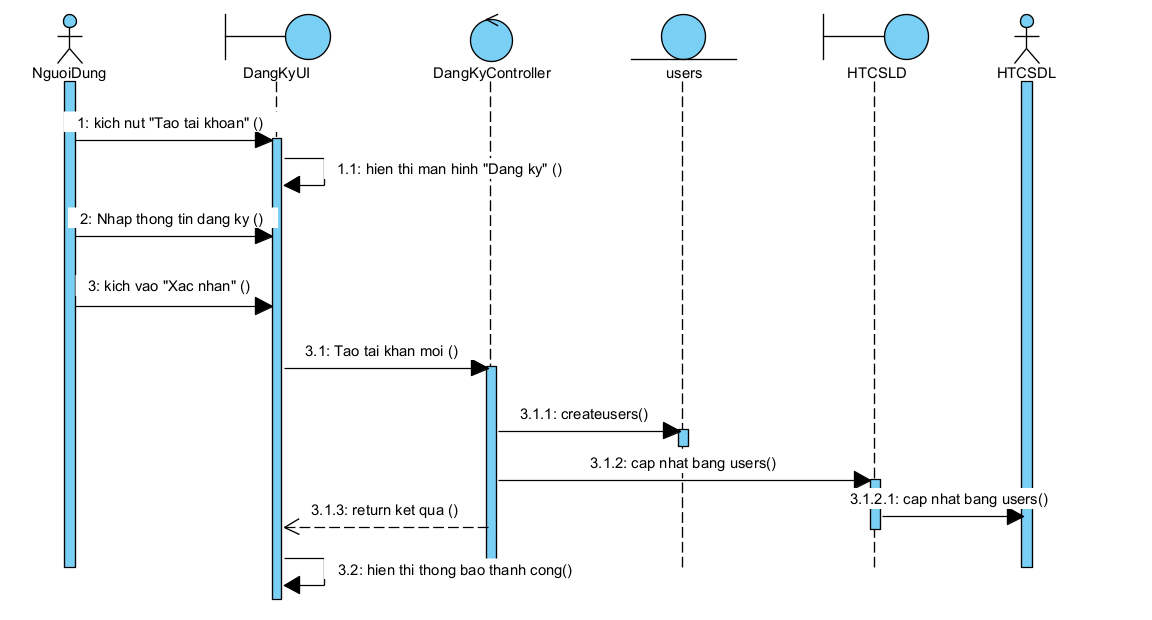 NguoiDung
DangKyUI
DangKyController
users
HTCSLD
HTCSDL
1: kich nut "Tao tai khoan" ()
1.1: hien thi man hinh "Dang ky" ()
2: Nhap thong tin dang ky ()
3: kich vao "Xac nhan" ()
3.1: Tao tai khan moi ()
3.1.1: createusers()
3.1.2: cap nhat bang users()
3.1.2.1: cap nhat bang users()
3.1.3: return ket qua ()
3.2: hien thi thong bao thanh cong()